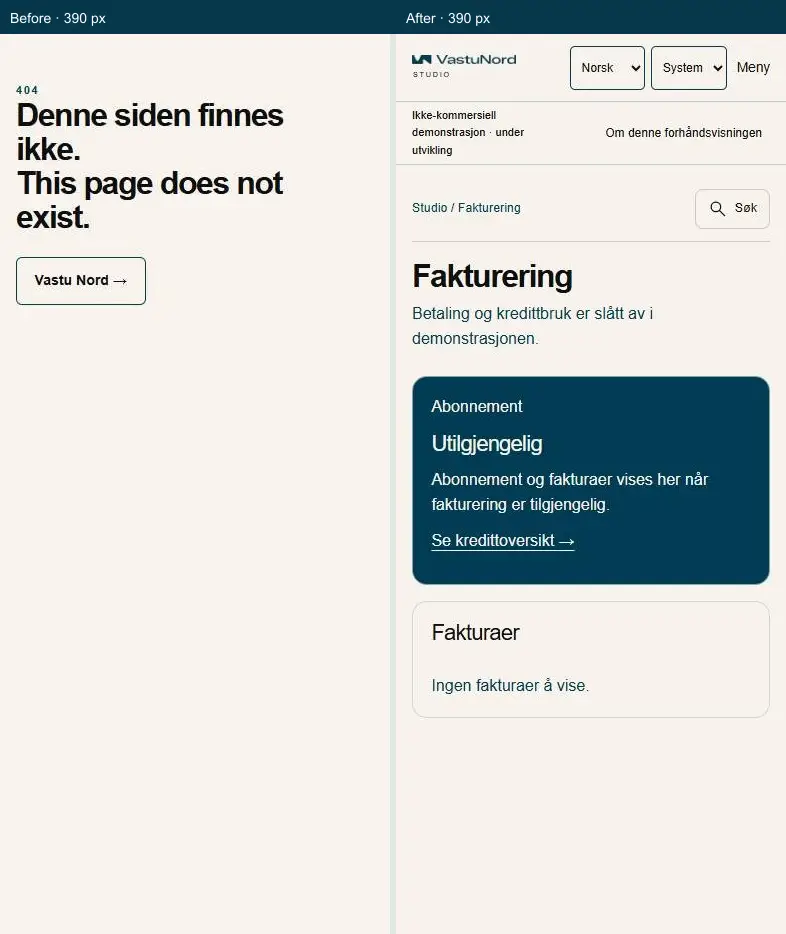 Before · 390 px
404
Denne siden finnes
ikke.
This page does not
exist.
Vastu Nord →
After · 390 px
VastuNord
STUDIO
Norsk
System
Meny
Ikke-kommersiell
demonstrasjon · under
utvikling
Om denne forhåndsvisningen
Studio / Fakturering
Søk
Fakturering
Betaling og kredittbruk er slått av i
demonstrasjonen.
Abonnement
Utilgjengelig
Abonnement og fakturaer vises her når
fakturering er tilgjengelig.
Se kredittoversikt →
Fakturaer
Ingen fakturaer å vise.